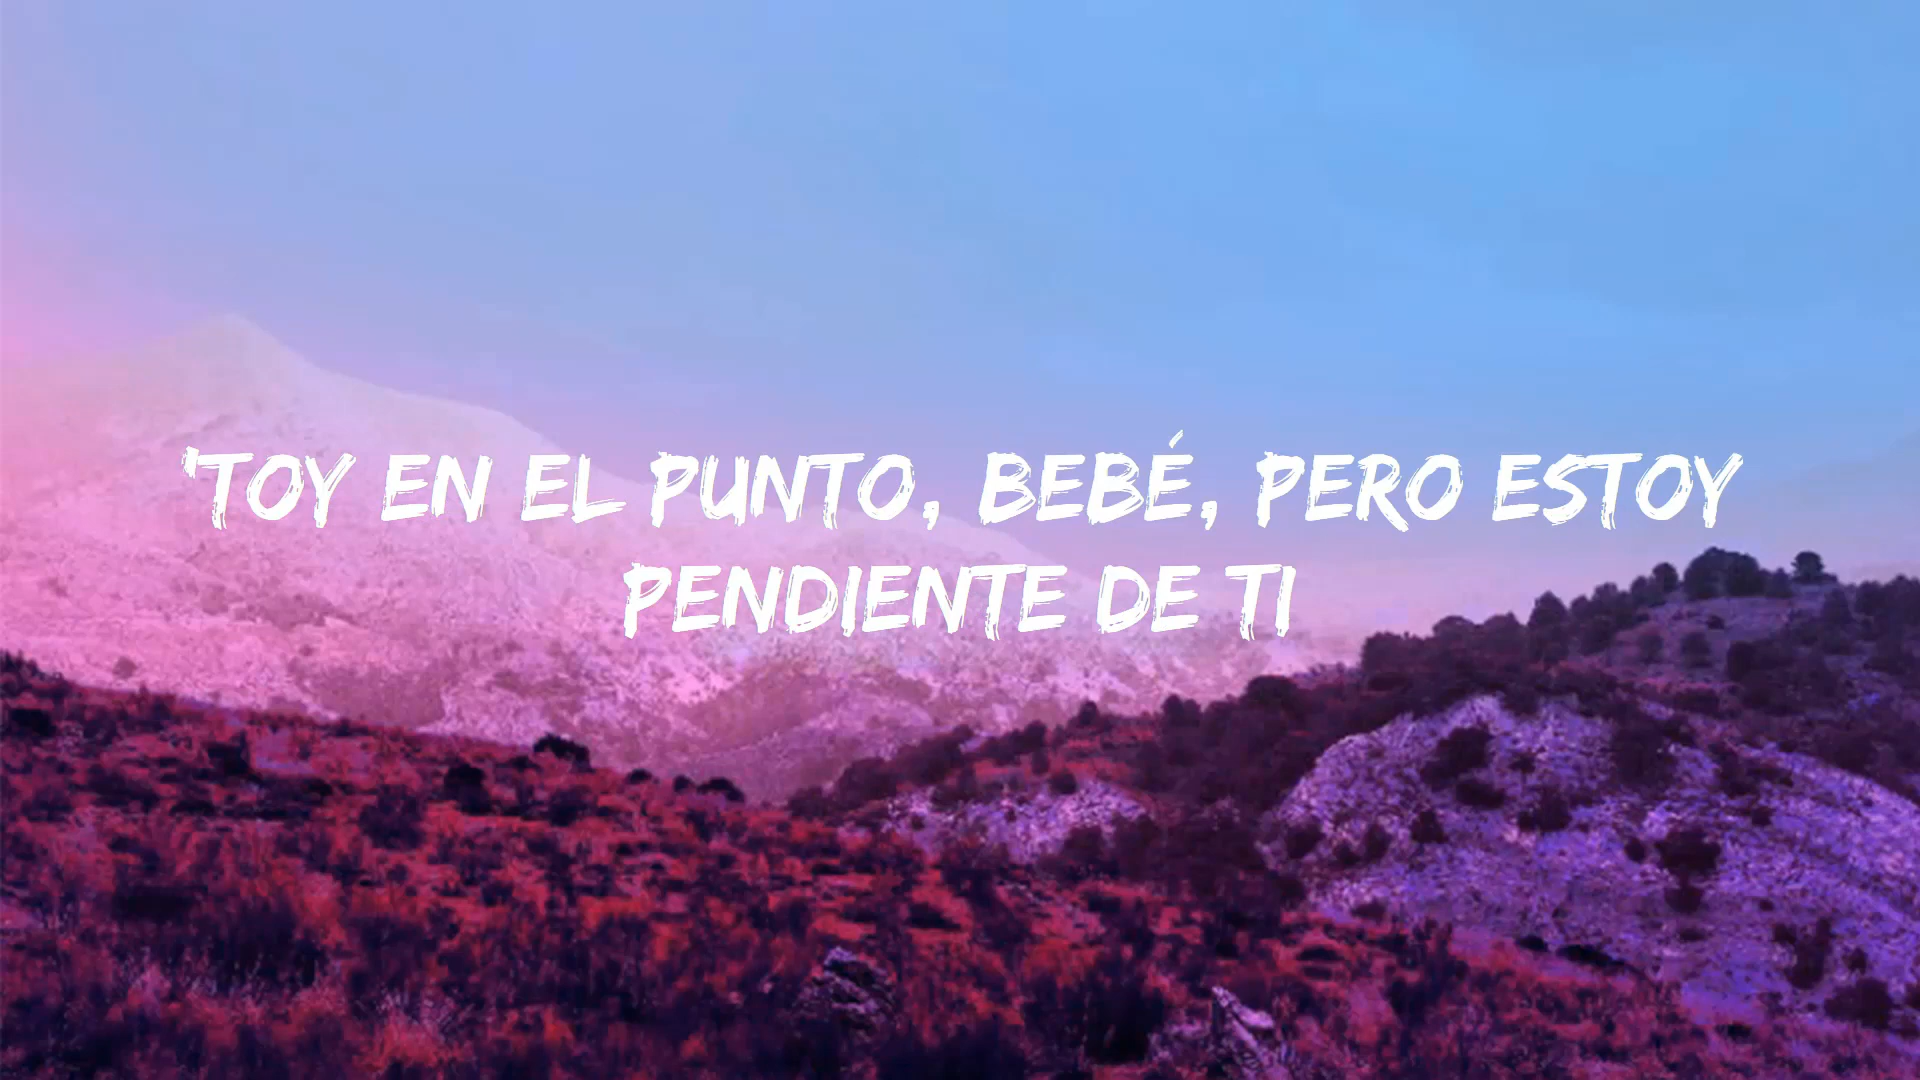 'TOY EN EL PUNTO, BEBÉ, PERO ESTOY
PENDIENTE DE TI